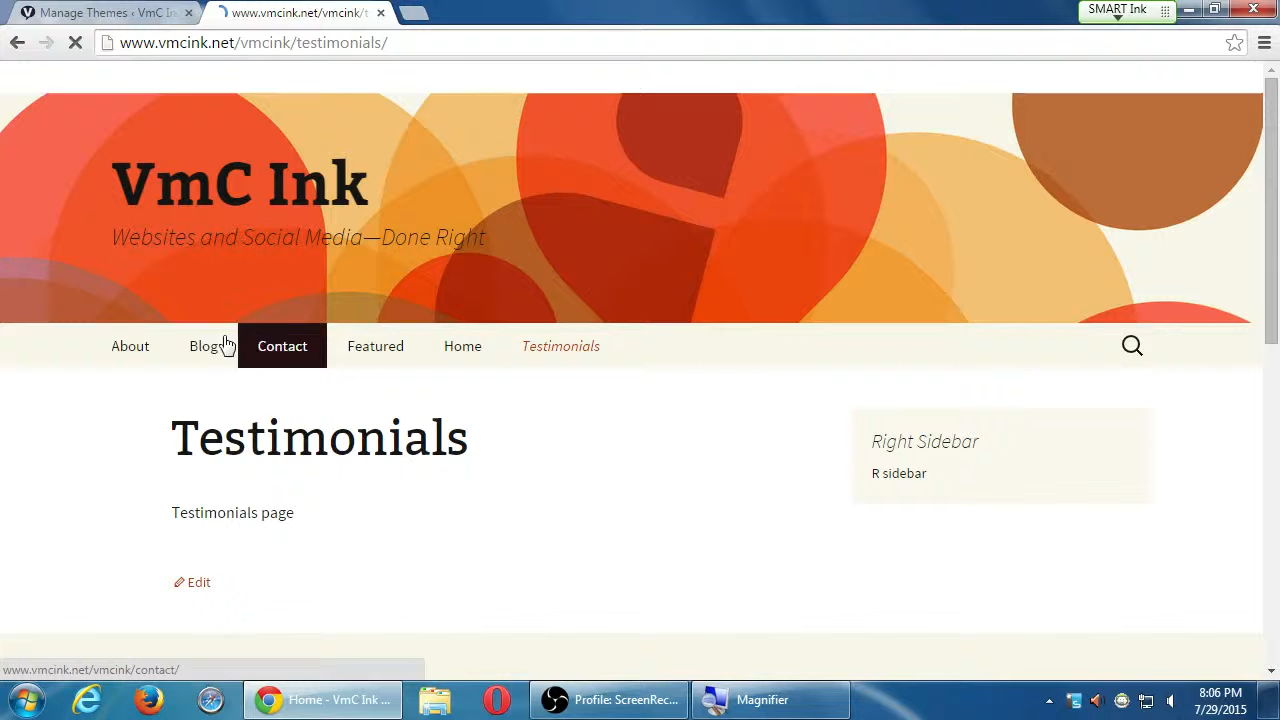 Manage Themes ‹ VmC In
www.vmcink.net/vmcink/t
SMART Ink
www.vmcink.net/vmcink/testimonials/
VmC Ink
Websites and Social Media—Done Right
About Blog Contact Featured Home Testimonials
Testimonials
Right Sidebar
R sidebar
Testimonials page
Edit
www.vmcink.net/vmcink/contact/
Home - VmC Ink ...
Profile: ScreenRec...
Magnifier
8:06 PM
7/29/2015